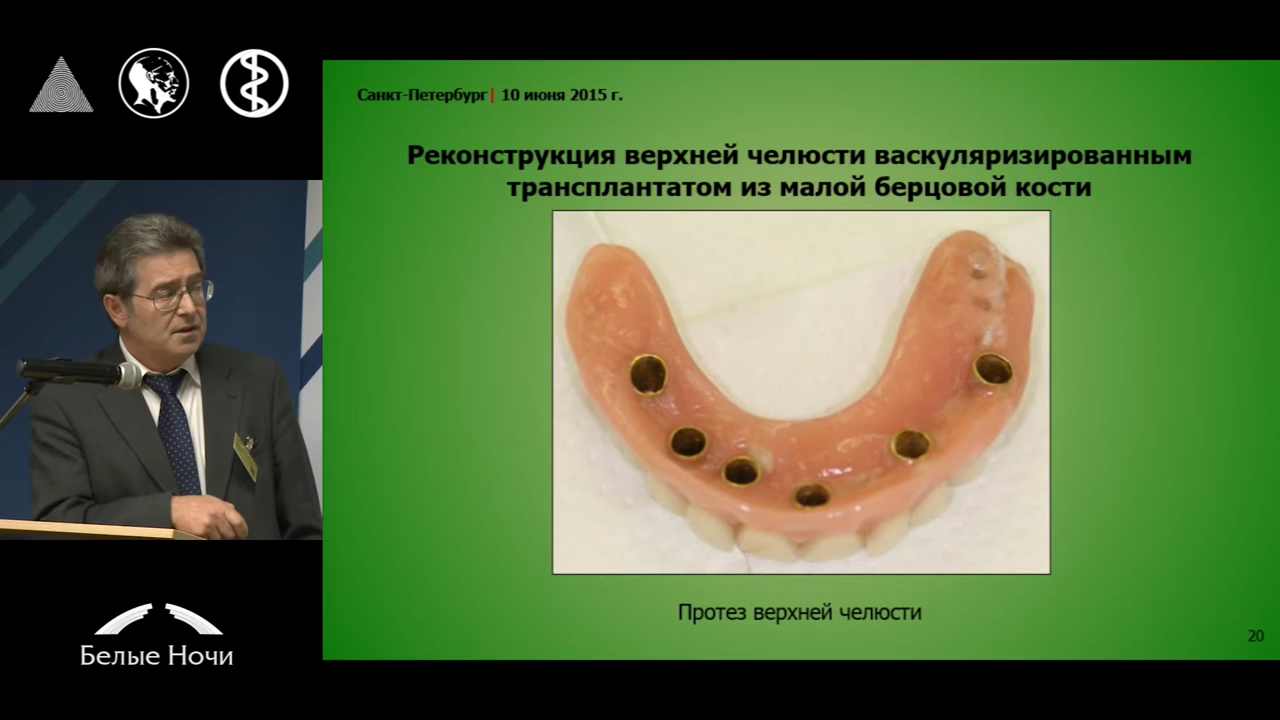 Санкт-Петербург| 10 июня 2015 г.
Реконструкция верхней челюсти васкуляризированным
трансплантатом из малой берцовой кости
Протез верхней челюсти
20
Белые Ночи